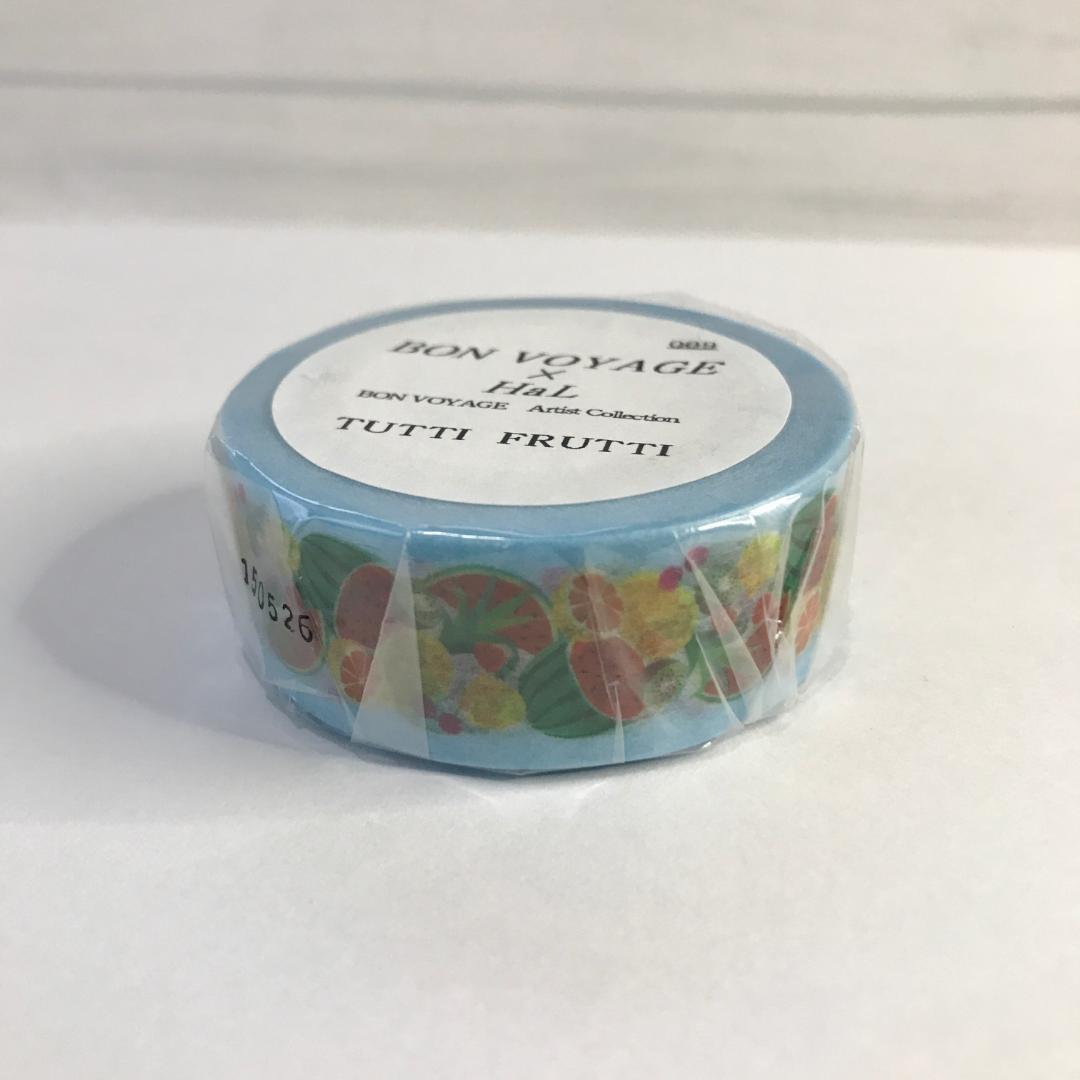 009
BON VOYAGE
×
HaL
BON VOYAGE Artist Collection
TUTTI FRUTTI
150526